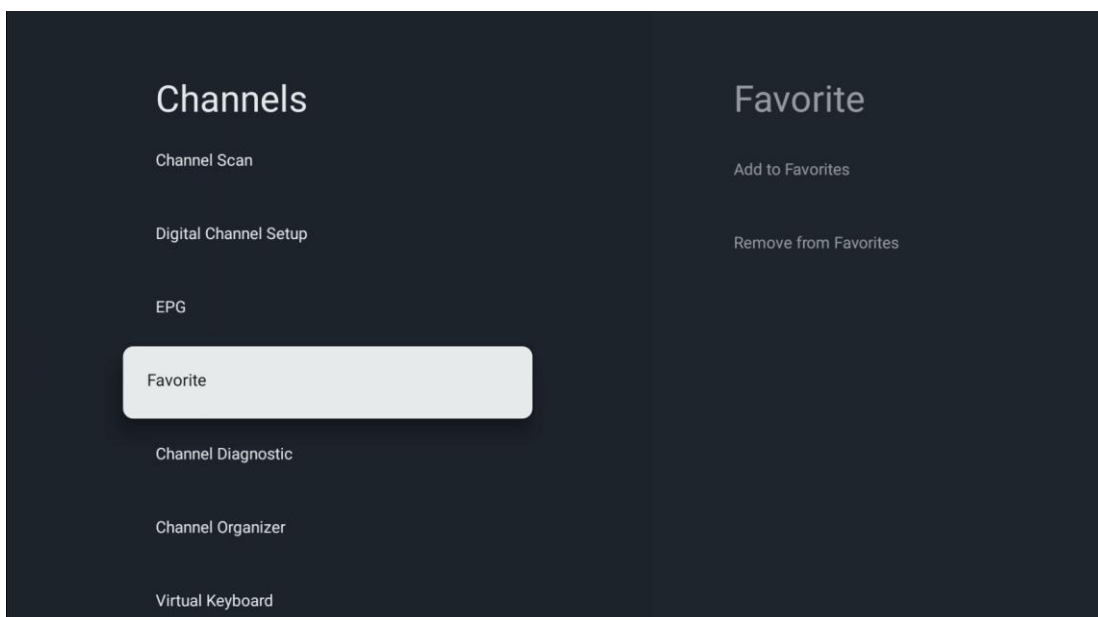 Channels
Channel Scan
Digital Channel Setup
EPG
Favorite
Channel Diagnostic
Channel Organizer
Virtual Keyboard
Favorite
Add to Favorites
Remove from Favorites